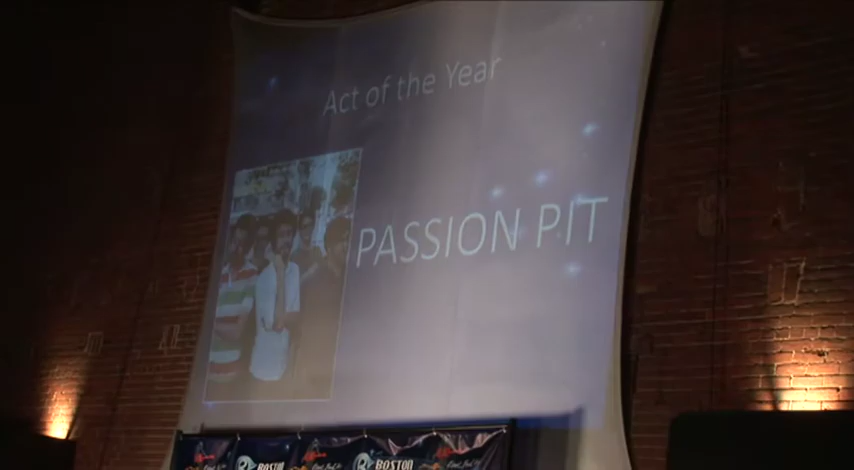 Act of the Year
PASSION PIT
BOSTON
BOSTON